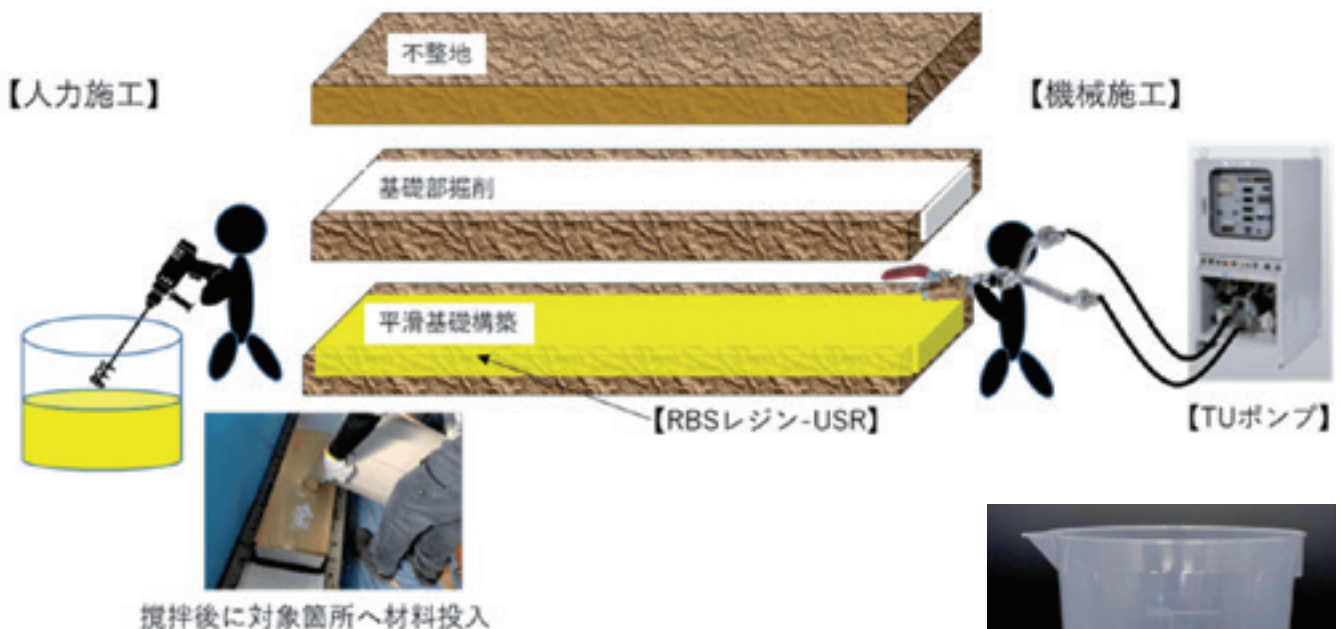 不整地
【人力施工】
【機械施工】
基礎部掘削
平滑基礎構築
【RBSレジン-USR】
【TUポンプ】
撹拌後に対象箇所へ材料投入